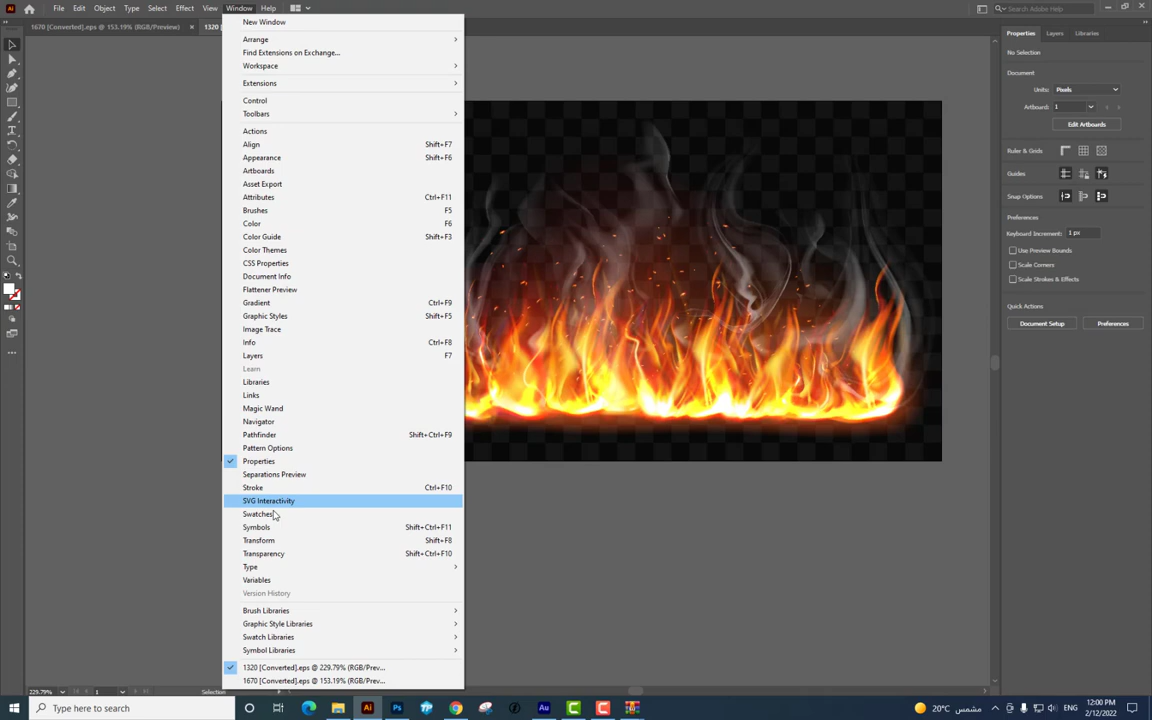 Ai File Edit Object Type Select Effect View Window Help
Search Adobe Help
1670 [Converted].eps @ 153.19% (RGB/Preview) ×
1320
New Window
Arrange
Find Extensions on Exchange...
Workspace
Extensions
Control
Toolbars
Actions
Align Shift+F7
Appearance Shift+F6
Artboards
Asset Export
Attributes Ctrl+F11
Brushes F5
Color F6
Color Guide Shift+F3
Color Themes
CSS Properties
Document Info
Flattener Preview
Gradient Ctrl+F9
Graphic Styles Shift+F5
Image Trace
Info Ctrl+F8
Layers F7
Learn
Libraries
Links
Magic Wand
Navigator
Pathfinder Shift+Ctrl+F9
Pattern Options
Properties
Separations Preview
Stroke Ctrl+F10
SVG Interactivity
Swatches
Symbols Shift+Ctrl+F11
Transform Shift+F8
Transparency Shift+Ctrl+F10
Type
Variables
Version History
Brush Libraries
Graphic Style Libraries
Swatch Libraries
Symbol Libraries
1320 [Converted].eps @ 229.79% (RGB/Prev...
1670 [Converted].eps @ 153.19% (RGB/Prev...
Properties Layers Libraries
No Selection
Document
Units: Pixels
Artboard: 1
Edit Artboards
Ruler & Grids
Guides
Snap Options
Preferences
Keyboard Increment: 1 px
Use Preview Bounds
Scale Corners
Scale Strokes & Effects
Quick Actions
Document Setup Preferences
229.79% 1 Selection
Type here to search
Ai Ps Au
20°C مشمس
ENG
12:00 PM
2/12/2022